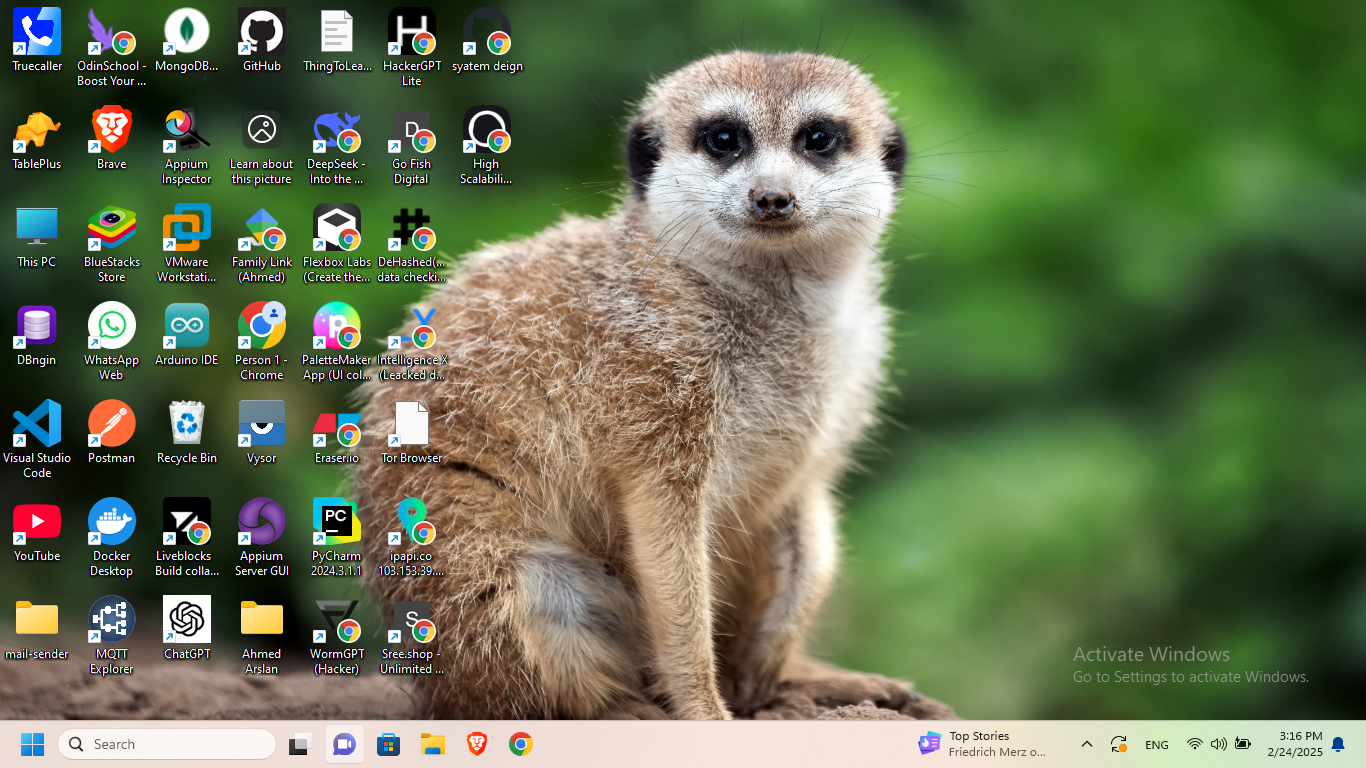 Truecaller
OdinSchool -
Boost Your ...
MongoDB...
GitHub
ThingToLea...
HackerGPT
Lite
syatem deign
TablePlus
Brave
Appium
Inspector
Learn about
this picture
DeepSeek -
Into the ...
D
Go Fish
Digital
High
Scalabili...
This PC
BlueStacks
Store
VMware
Workstati...
Family Link
(Ahmed)
Flexbox Labs
(Create the...
DeHashed(...
data checki...
DBngin
WhatsApp
Web
Arduino IDE
Person 1 -
Chrome
PaletteMaker
App (UI col...
Intelligence X
(Leacked d...
Visual Studio
Code
Postman
Recycle Bin
Vysor
Eraser.io
Tor Browser
YouTube
Docker
Desktop
Liveblocks
Build colla...
Appium
Server GUI
PC
PyCharm
2024.3.1.1
ipapi.co
103.153.39....
mail-sender
MQTT
Explorer
ChatGPT
Ahmed
Arslan
WormGPT
(Hacker)
S
Sree.shop -
Unlimited ...
Activate Windows
Go to Settings to activate Windows.
Search
Top Stories
Friedrich Merz o...
ENG
3:16 PM
2/24/2025